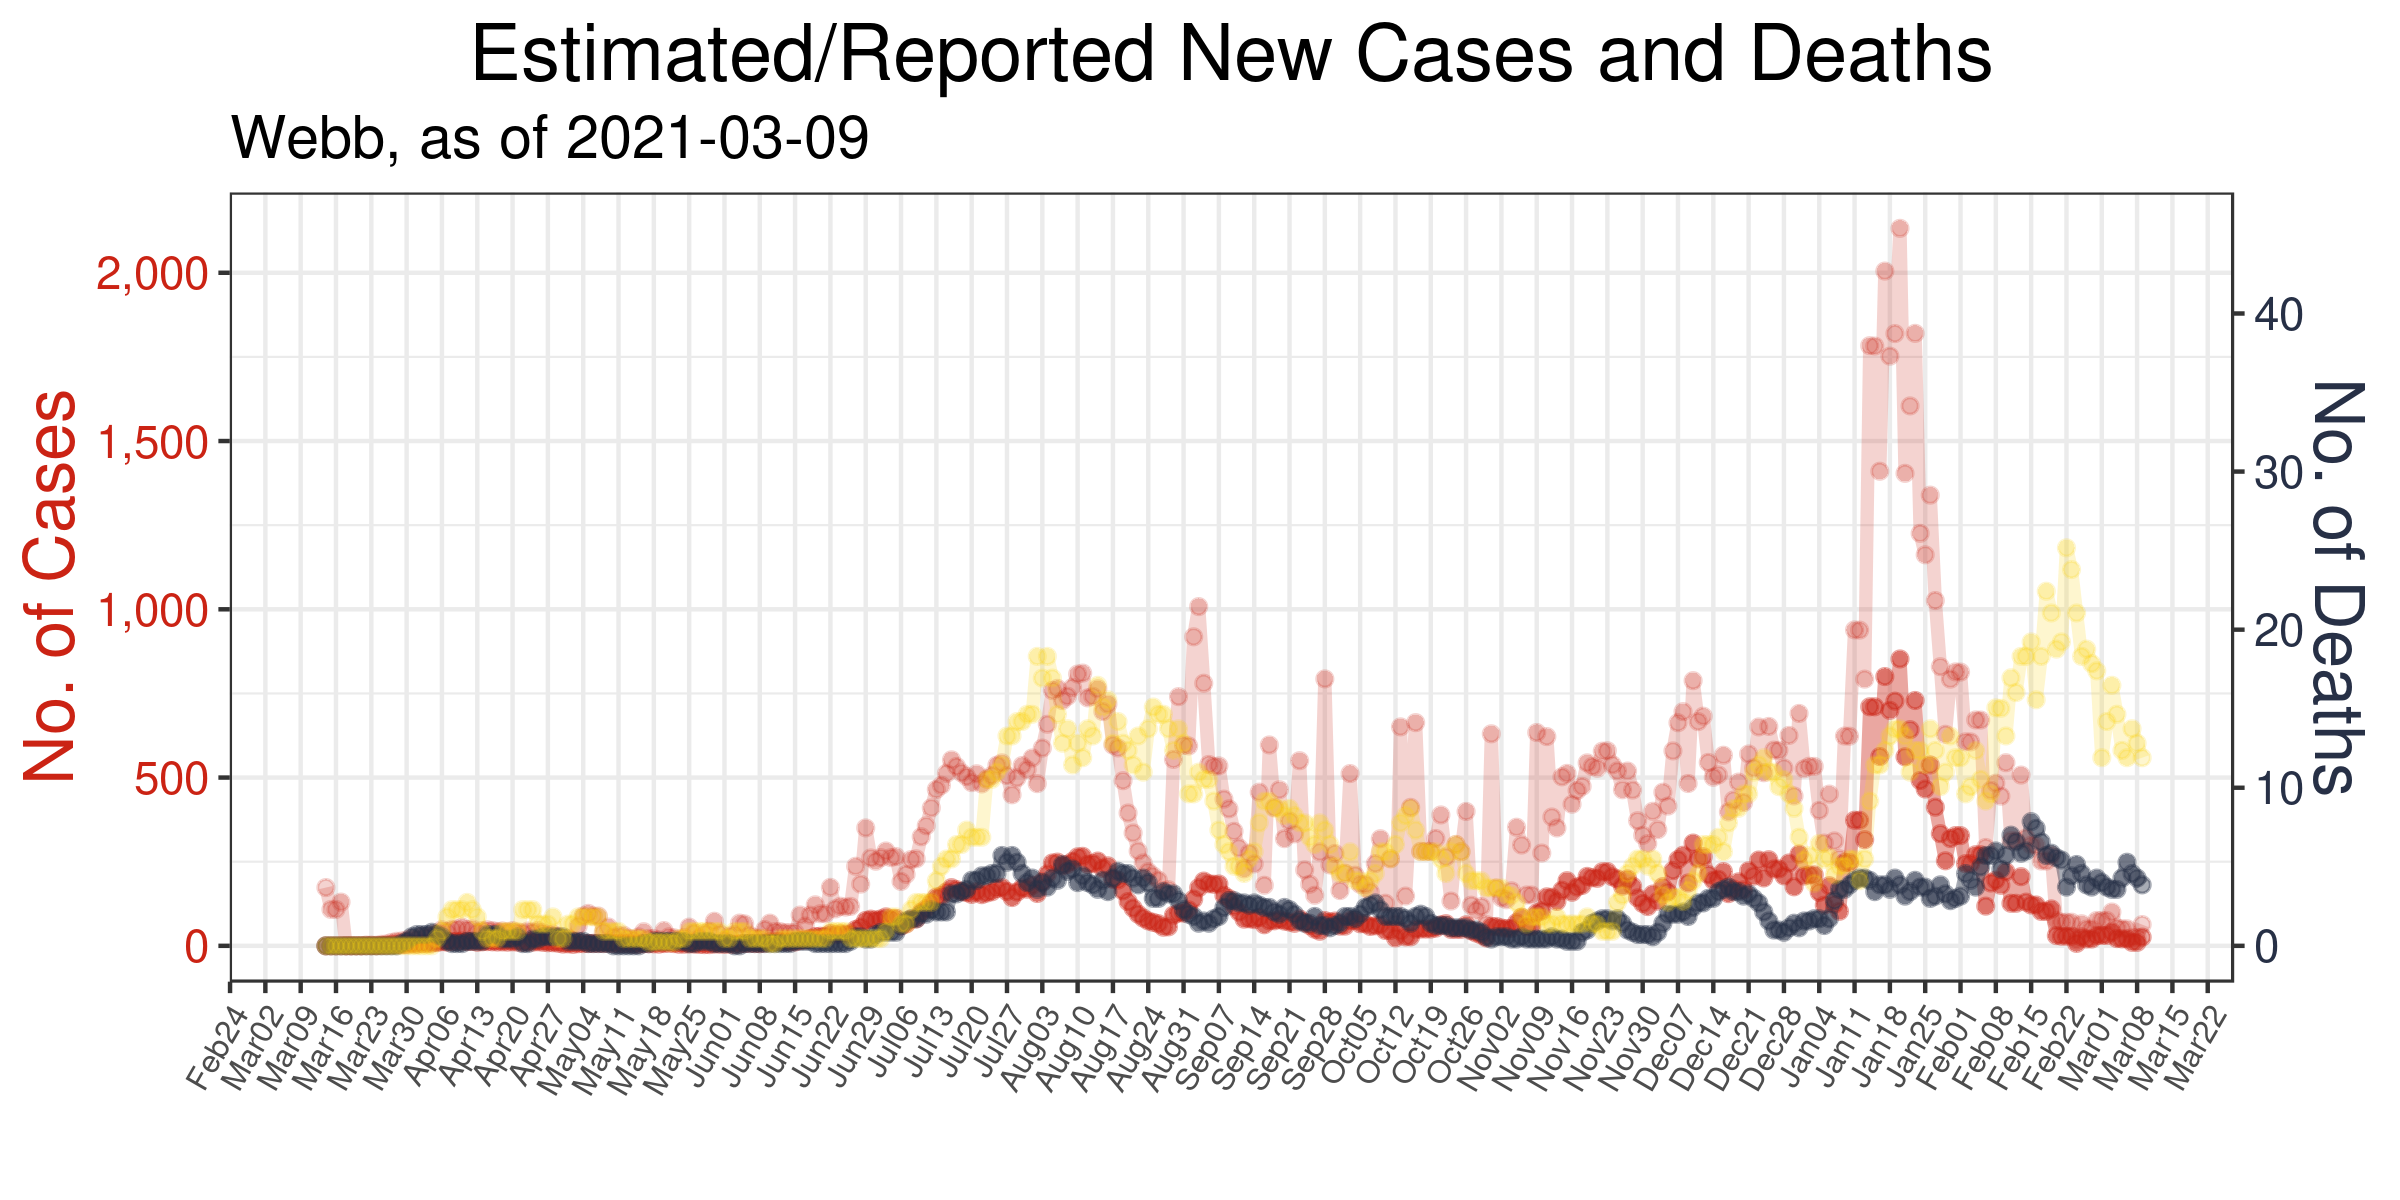 Estimated/Reported New Cases and Deaths
Webb, as of 2021-03-09
No. of Cases
2,000
1,500
1,000
500
0
40
30
20
10
0
No. of Deaths
Feb24
Mar02
Mar09
Mar16
Mar23
Mar30
Apr06
Apr13
Apr20
Apr27
May04
May11
May18
May25
Jun01
Jun08
Jun15
Jun22
Jun29
Jul06
Jul13
Jul20
Jul27
Aug03
Aug10
Aug17
Aug24
Aug31
Sep07
Sep14
Sep21
Sep28
Oct05
Oct12
Oct19
Oct26
Nov02
Nov09
Nov16
Nov23
Nov30
Dec07
Dec14
Dec21
Dec28
Jan04
Jan11
Jan18
Jan25
Feb01
Feb08
Feb15
Feb22
Mar01
Mar08
Mar15
Mar22